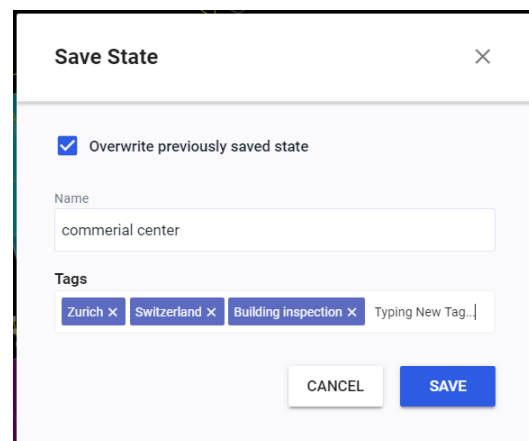 Save State
Overwrite previously saved state
Name
commerial center
Tags
Zurich × Switzerland × Building inspection × Typing New Tag...
CANCEL SAVE